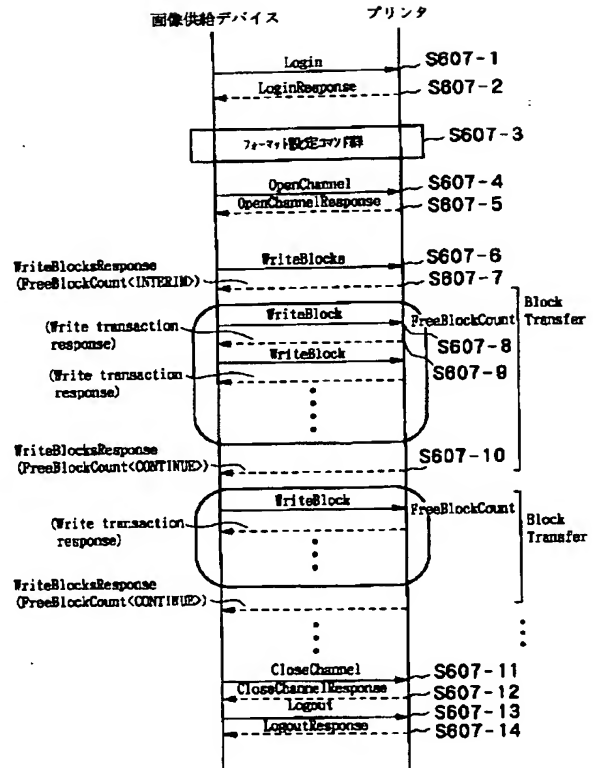 画像供給デバイス プリンタ
Login S607-1
LoginResponse S607-2
フォーマット設定コマンド群 S607-3
OpenChannel S607-4
OpenChannelResponse S607-5
WriteBlocks S607-6
WriteBlocksResponse S607-7
(FreeBlockCount<INTERIM>)
Block
Transfer
WriteBlock FreeBlockCount
(Write transaction
response)
S607-8
WriteBlock S607-9
(Write transaction
response)
WriteBlocksResponse
(FreeBlockCount<CONTINUE>)
S607-10
WriteBlock FreeBlockCount
Block
Transfer
(Write transaction
response)
WriteBlocksResponse
(FreeBlockCount<CONTINUE>)
CloseChannel S607-11
CloseChannelResponse S607-12
Logout S607-13
LogoutResponse S607-14